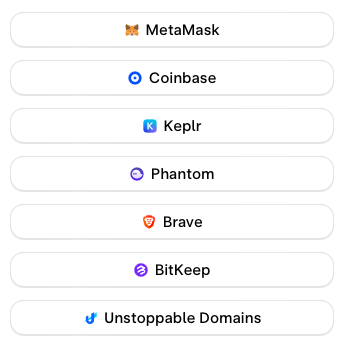 MetaMask
Coinbase
Keplr
Phantom
Brave
BitKeep
Unstoppable Domains